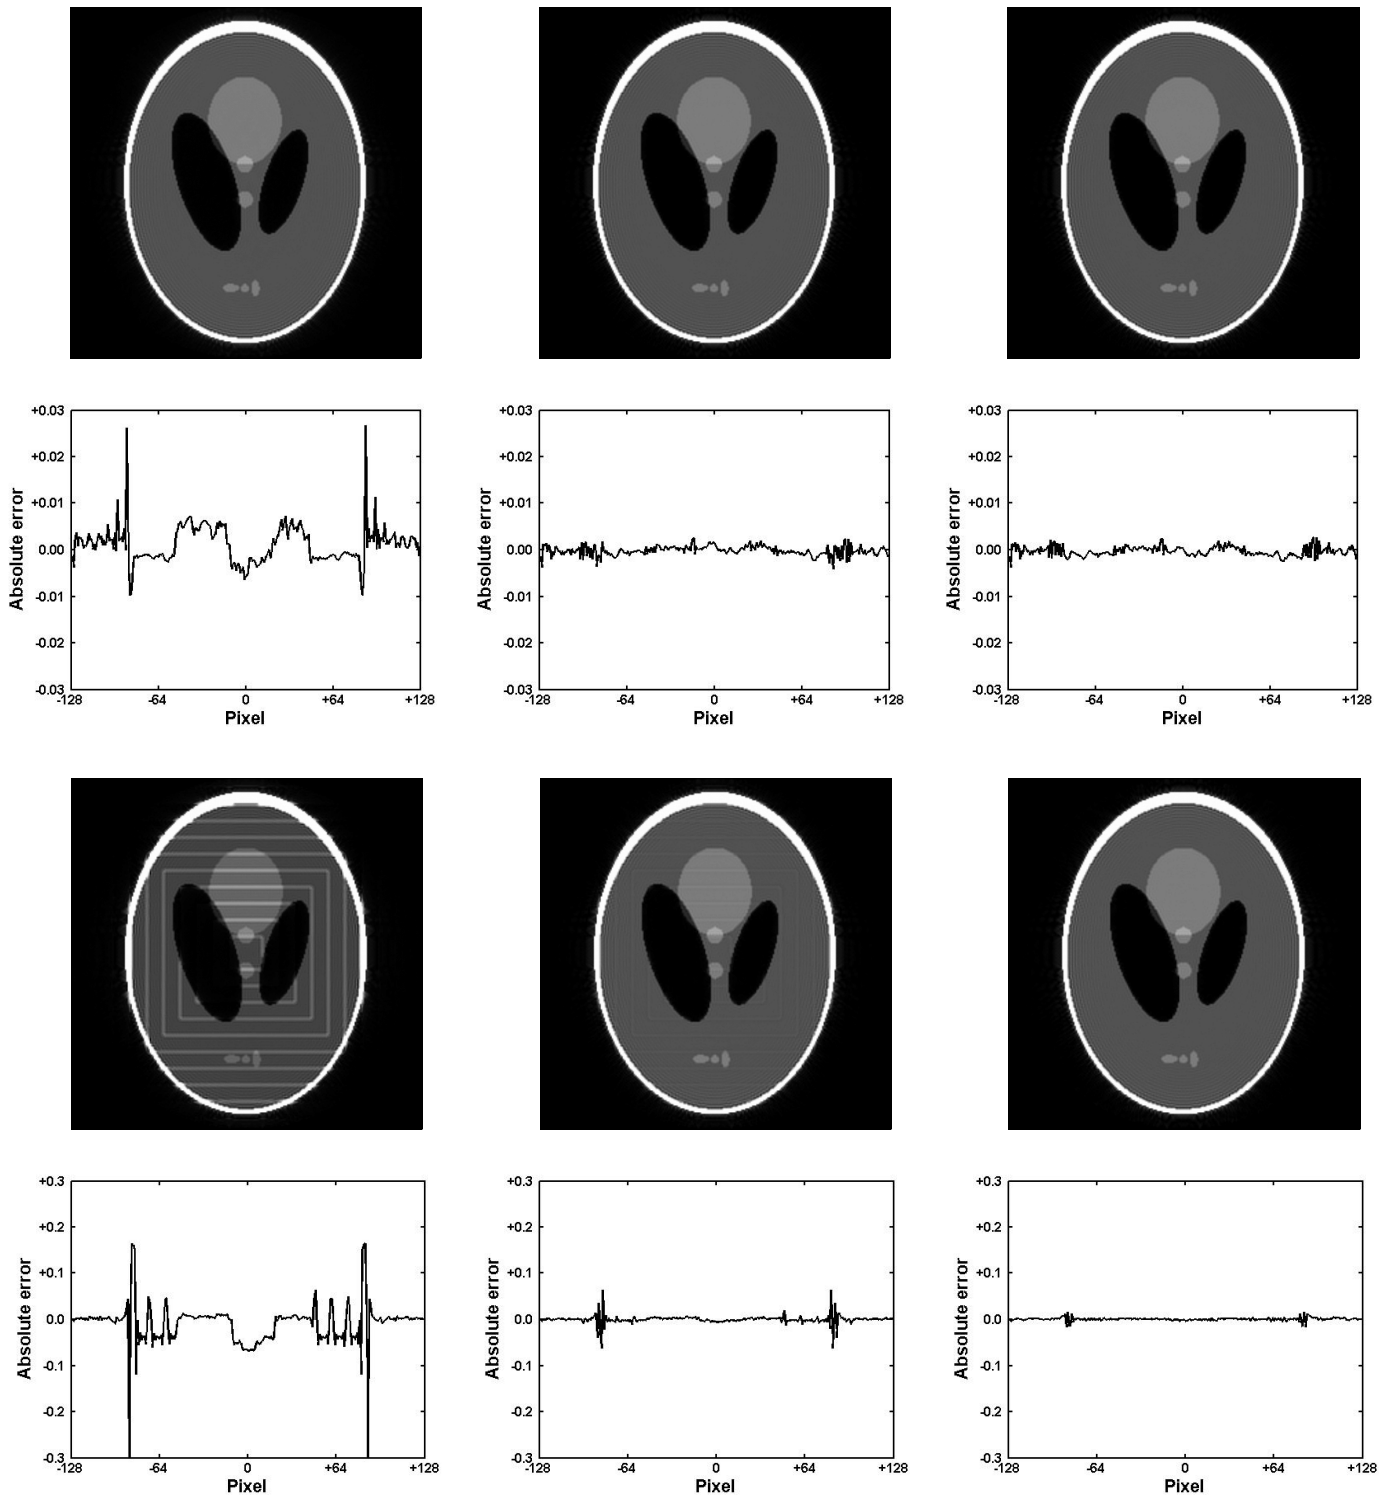 +0.03
+0.02
+0.01
0.00
-0.01
-0.02
-0.03
Absolute error
-128 -64 0 +64 +128
Pixel
+0.03
+0.02
+0.01
0.00
-0.01
-0.02
-0.03
Absolute error
-128 -64 0 +64 +128
Pixel
+0.03
+0.02
+0.01
0.00
-0.01
-0.02
-0.03
Absolute error
-128 -64 0 +64 +128
Pixel
+0.3
+0.2
+0.1
0.0
-0.1
-0.2
-0.3
Absolute error
-128 -64 0 +64 +128
Pixel
+0.3
+0.2
+0.1
0.0
-0.1
-0.2
-0.3
Absolute error
-128 -64 0 +64 +128
Pixel
+0.3
+0.2
+0.1
0.0
-0.1
-0.2
-0.3
Absolute error
-128 -64 0 +64 +128
Pixel